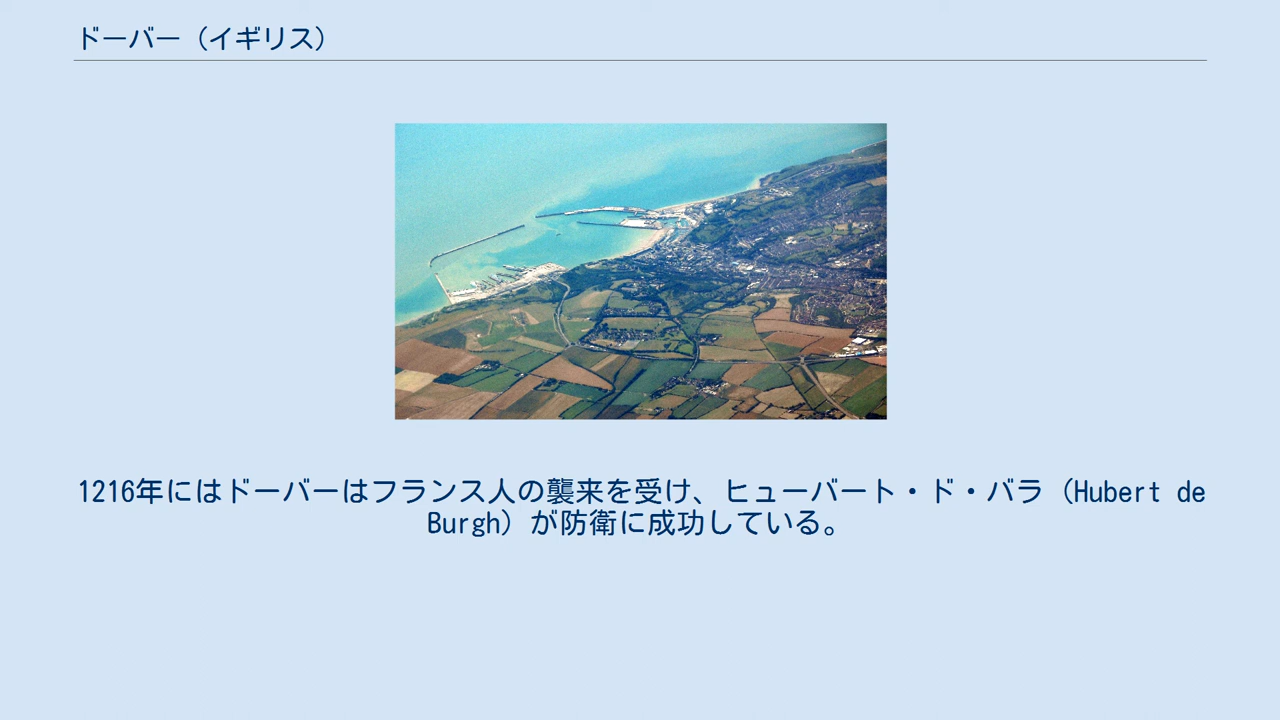 ドーバー（イギリス）
1216年にはドーバーはフランス人の襲来を受け、ヒューバート・ド・バラ（Hubert de
Burgh）が防衛に成功している。